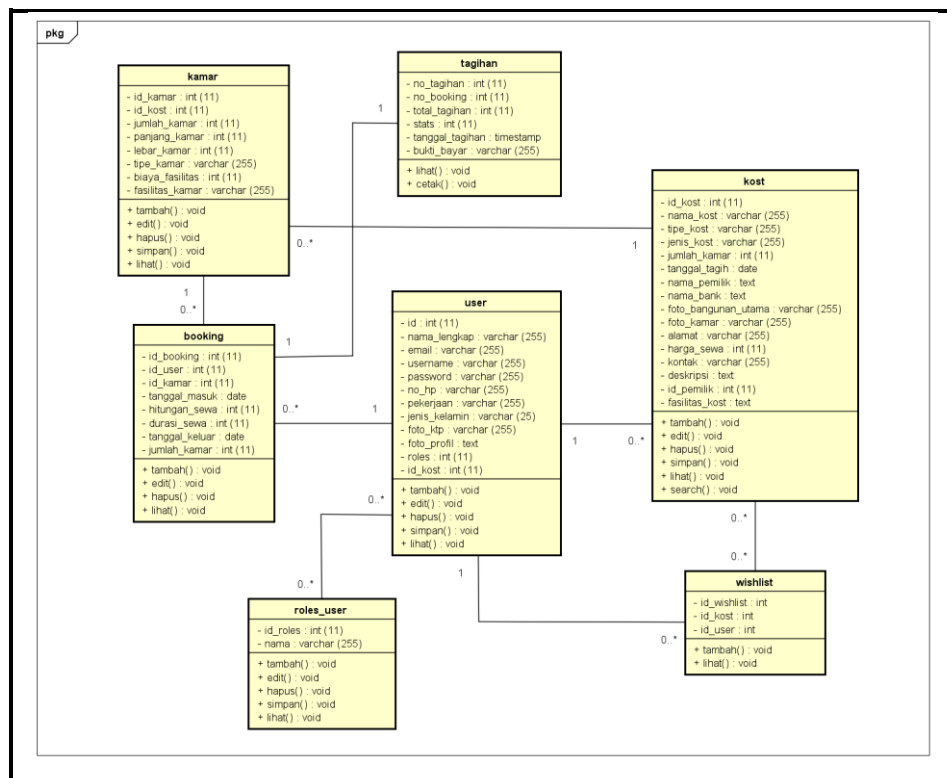 pkg
kamar
- id_kamar : int (11)
- id_kost : int (11)
- jumlah_kamar : int (11)
- panjang_kamar : int (11)
- lebar_kamar : int (11)
- tipe_kamar : varchar (255)
- biaya_fasilitas : int (11)
- fasilitas_kamar : varchar (255)
+ tambah() : void
+ edit() : void
+ hapus() : void
+ simpan() : void
+ lihat() : void
tagihan
- no_tagihan : int (11)
- no_booking : int (11)
- total_tagihan : int (11)
- stats : int (11)
- tanggal_tagihan : timestamp
- bukti_bayar : varchar (255)
+ lihat() : void
+ cetak() : void
1
0..*
1
kost
- id_kost : int (11)
- nama_kost : varchar (255)
- tipe_kost : varchar (255)
- jenis_kost : varchar (255)
- jumlah_kamar : int (11)
- tanggal_tagih : date
- nama_pemilik : text
- nama_bank : text
- foto_bangunan_utama : varchar (255)
- foto_kamar : varchar (255)
- alamat : varchar (255)
- harga_sewa : int (11)
- kontak : varchar (255)
- deskripsi : text
- id_pemilik : int (11)
- fasilitas_kost : text
+ tambah() : void
+ edit() : void
+ hapus() : void
+ simpan() : void
+ lihat() : void
+ search() : void
1
0..*
booking
- id_booking : int (11)
- id_user : int (11)
- id_kamar : int (11)
- tanggal_masuk : date
- hitungan_sewa : int (11)
- durasi_sewa : int (11)
- tanggal_keluar : date
- jumlah_kamar : int (11)
+ tambah() : void
+ edit() : void
+ hapus() : void
+ lihat() : void
1
0..*
1
user
- id : int (11)
- nama_lengkap : varchar (255)
- email : varchar (255)
- username : varchar (255)
- password : varchar (255)
- no_hp : varchar (255)
- pekerjaan : varchar (255)
- jenis_kelamin : varchar (25)
- foto_ktp : varchar (255)
- foto_profil : text
- roles : int (11)
- id_kost : int (11)
+ tambah() : void
+ edit() : void
+ hapus() : void
+ simpan() : void
+ lihat() : void
1
0..*
0..*
0..*
roles_user
- id_roles : int (11)
- nama : varchar (255)
+ tambah() : void
+ edit() : void
+ hapus() : void
+ simpan() : void
+ lihat() : void
1
0..*
0..*
0..*
wishlist
- id_wishlist : int
- id_kost : int
- id_user : int
+ tambah() : void
+ lihat() : void